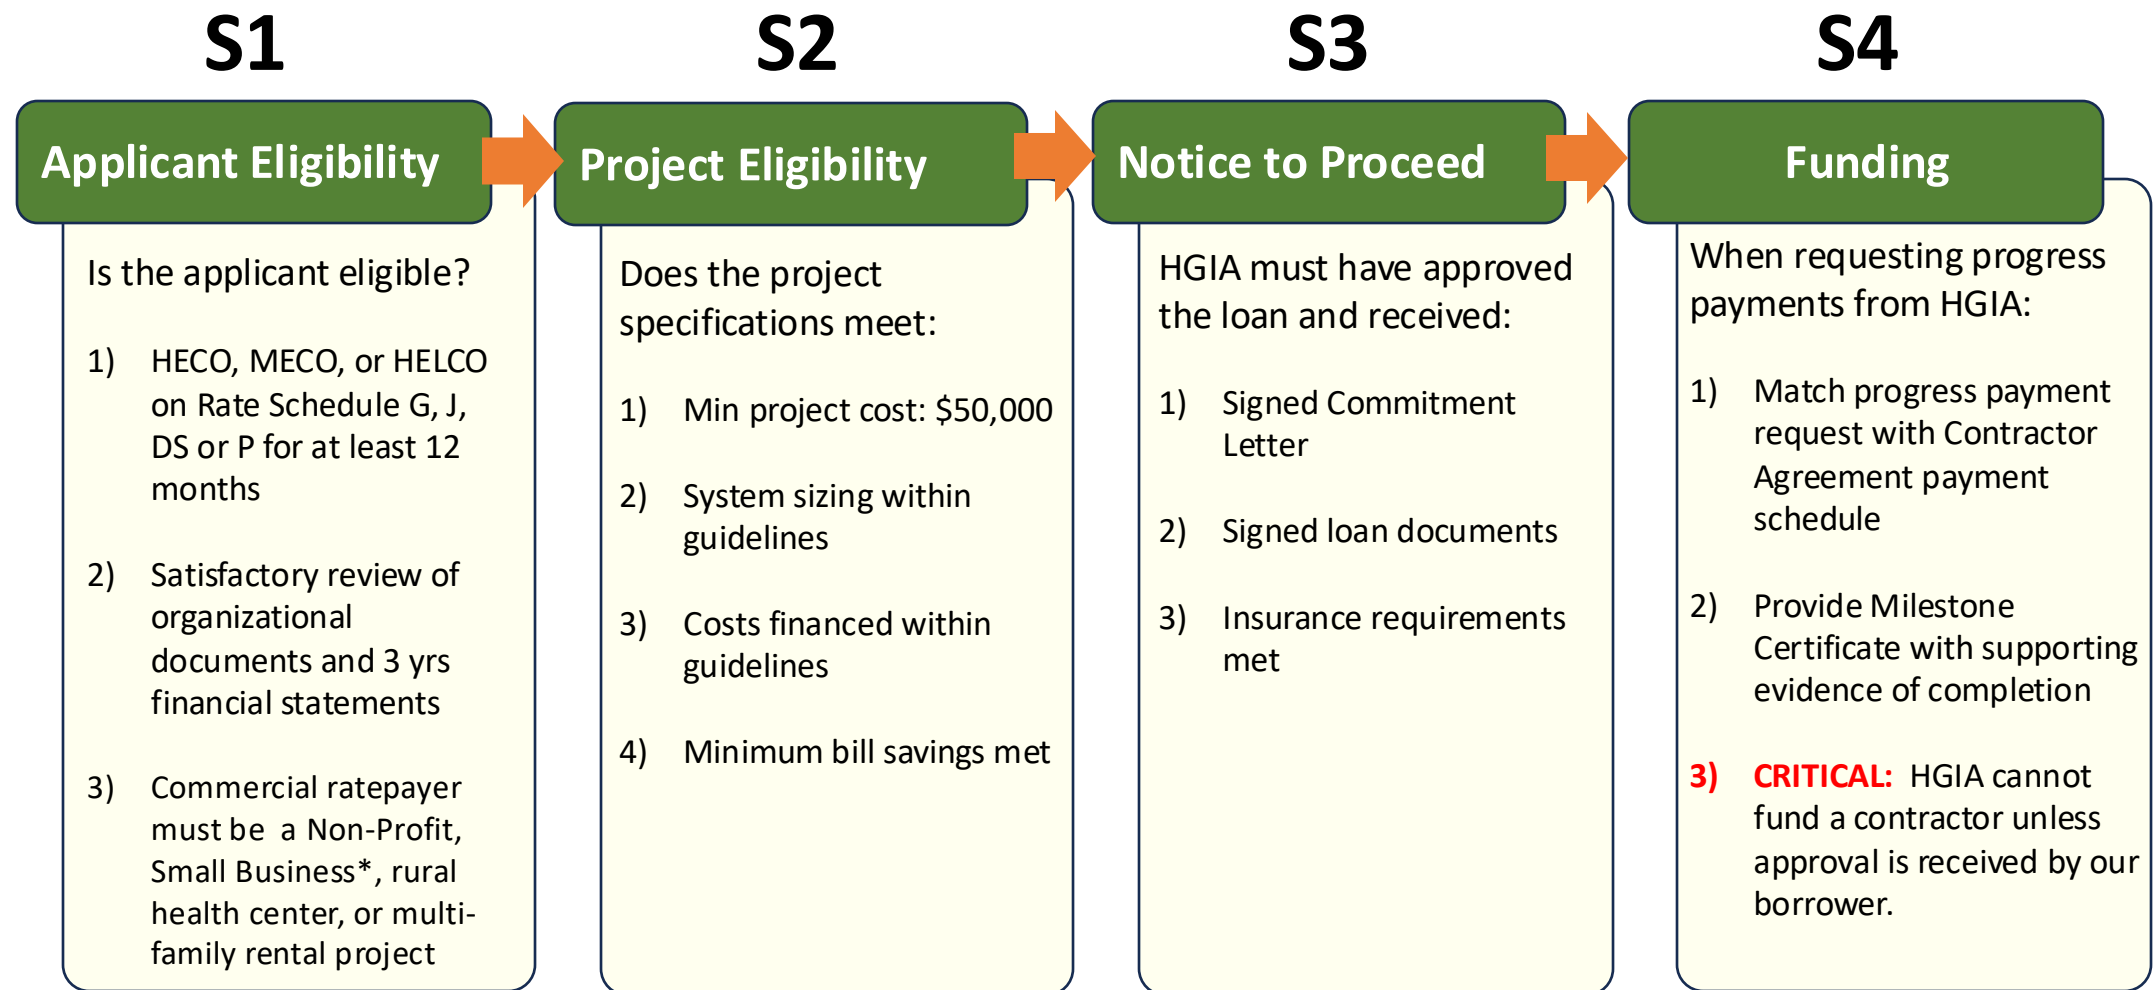 S1
Applicant Eligibility
Is the applicant eligible?
1) HECO, MECO, or HELCO
on Rate Schedule G, J,
DS or P for at least 12
months
2) Satisfactory review of
organizational
documents and 3 yrs
financial statements
3) Commercial ratepayer
must be a Non-Profit,
Small Business*, rural
health center, or multi-
family rental project
S2
Project Eligibility
Does the project
specifications meet:
1) Min project cost: $50,000
2) System sizing within
guidelines
3) Costs financed within
guidelines
4) Minimum bill savings met
S3
Notice to Proceed
HGIA must have approved
the loan and received:
1) Signed Commitment
Letter
2) Signed loan documents
3) Insurance requirements
met
S4
Funding
When requesting progress
payments from HGIA:
1) Match progress payment
request with Contractor
Agreement payment
schedule
2) Provide Milestone
Certificate with supporting
evidence of completion
3) CRITICAL: HGIA cannot
fund a contractor unless
approval is received by our
borrower.